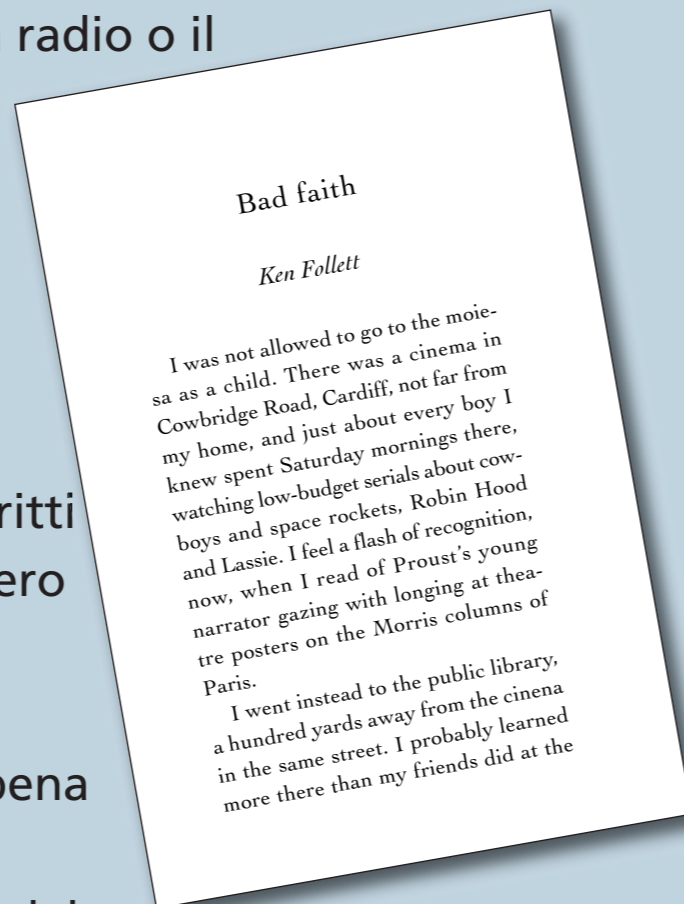 radio o il
Bad faith
Ken Follett
I was not allowed to go to the moie-
sa as a child. There was a cinema in
Cowbridge Road, Cardiff, not far from
my home, and just about every boy I
knew spent Saturday mornings there,
watching low-budget serials about cow-
boys and space rockets, Robin Hood
and Lassie. I feel a flash of recognition,
now, when I read of Proust’s young
narrator gazing with longing at thea-
tre posters on the Morris columns of
Paris.
I went instead to the public library,
a hundred yards away from the cinena
in the same street. I probably learned
more there than my friends did at the
ritti
ero
pena